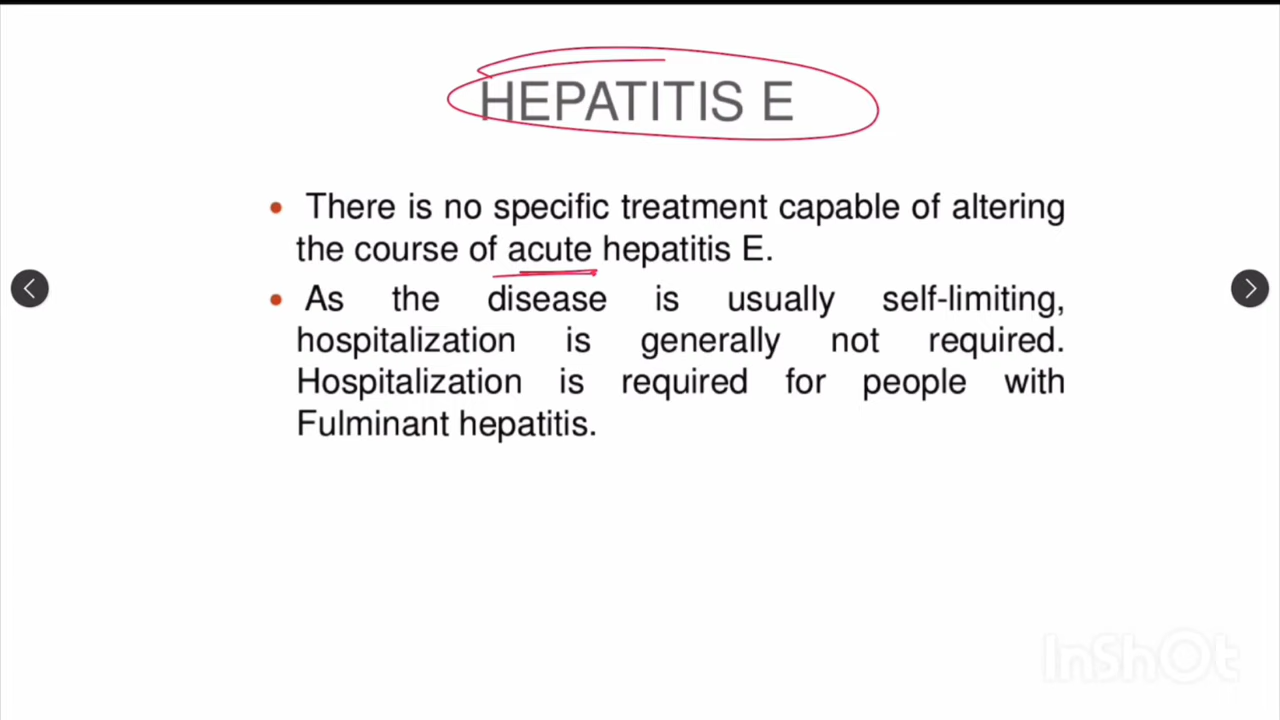 HEPATITIS E
• There is no specific treatment capable of altering
the course of acute hepatitis E.
• As the disease is usually self-limiting,
hospitalization is generally not required.
Hospitalization is required for people with
Fulminant hepatitis.
InShOt